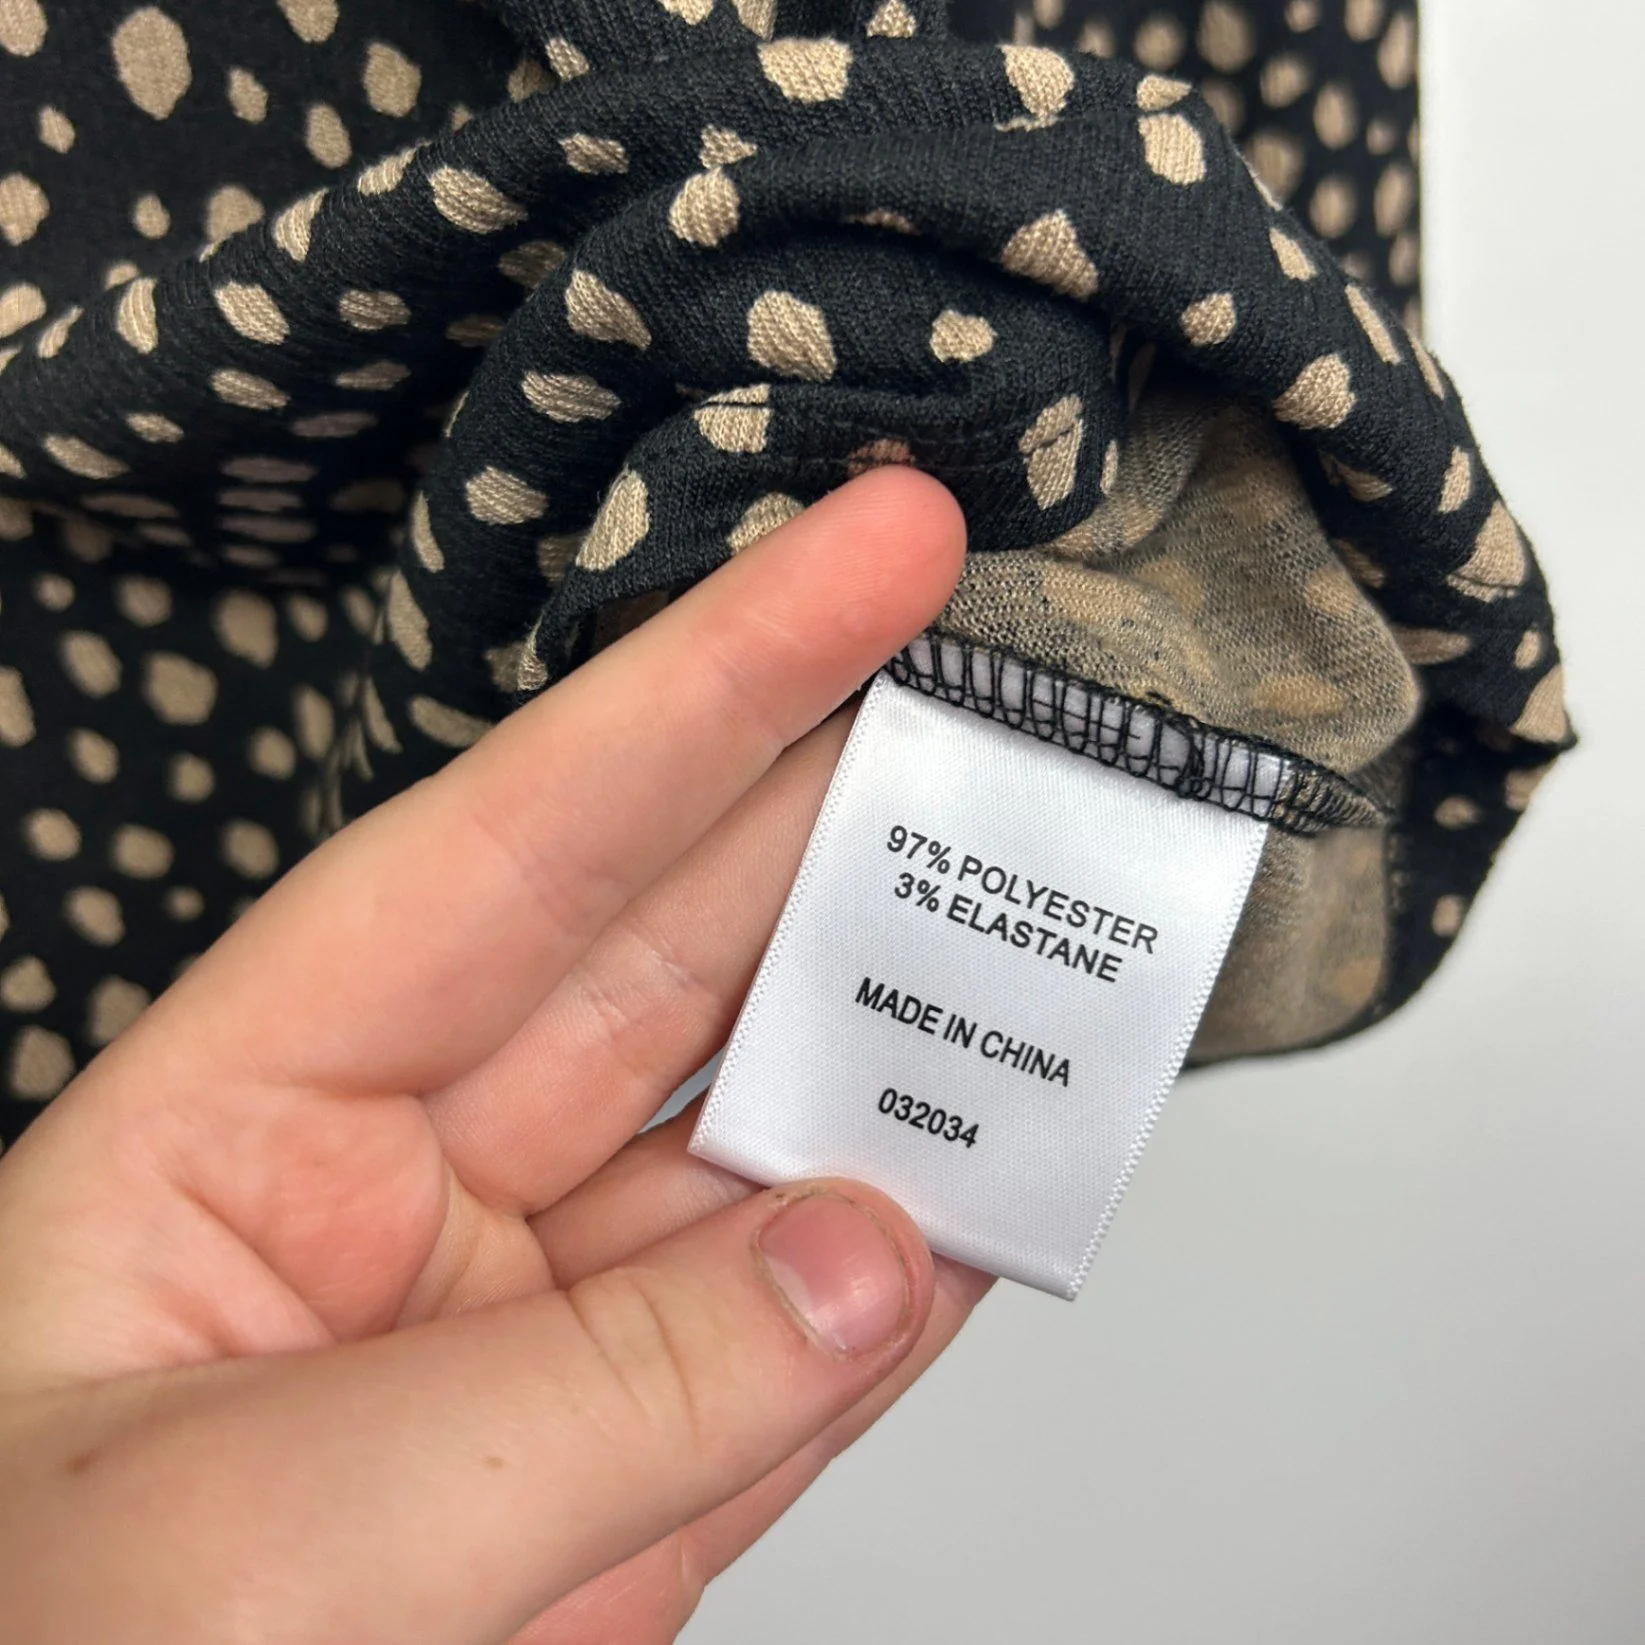 97% POLYESTER
3% ELASTANE
MADE IN CHINA
032034